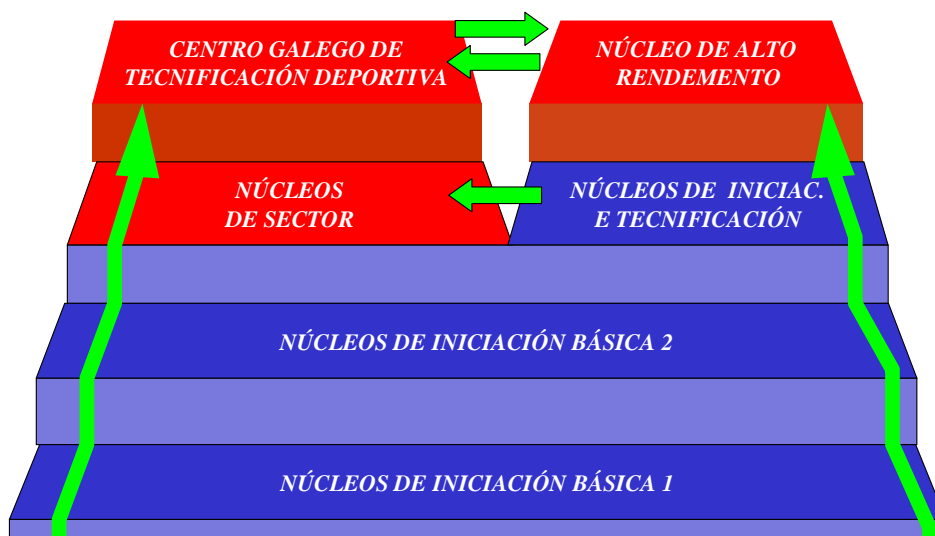 CENTRO GALEGO DE
TECNIFICACIÓN DEPORTIVA
NÚCLEO DE ALTO
RENDEMENTO
NÚCLEOS
DE SECTOR
NÚCLEOS DE INICIAC.
E TECNIFICACIÓN
NÚCLEOS DE INICIACIÓN BÁSICA 2
NÚCLEOS DE INICIACIÓN BÁSICA 1